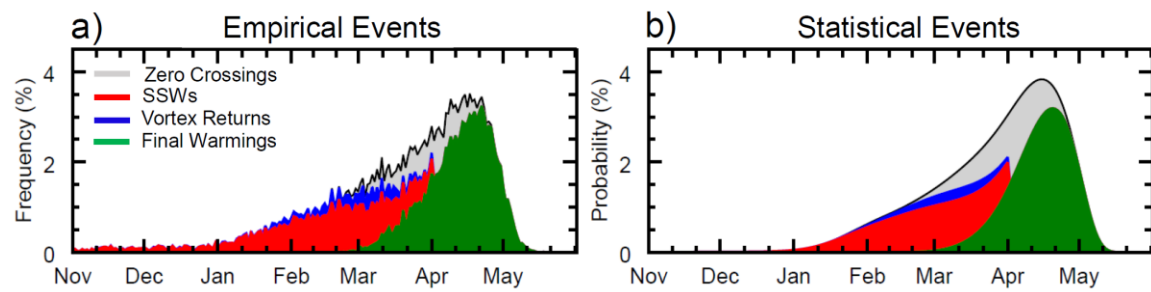 a) Empirical Events
Frequency (%)
4
2
0
Zero Crossings
SSWs
Vortex Returns
Final Warmings
Nov Dec Jan Feb Mar Apr May
b) Statistical Events
Probability (%)
4
2
0
Nov Dec Jan Feb Mar Apr May